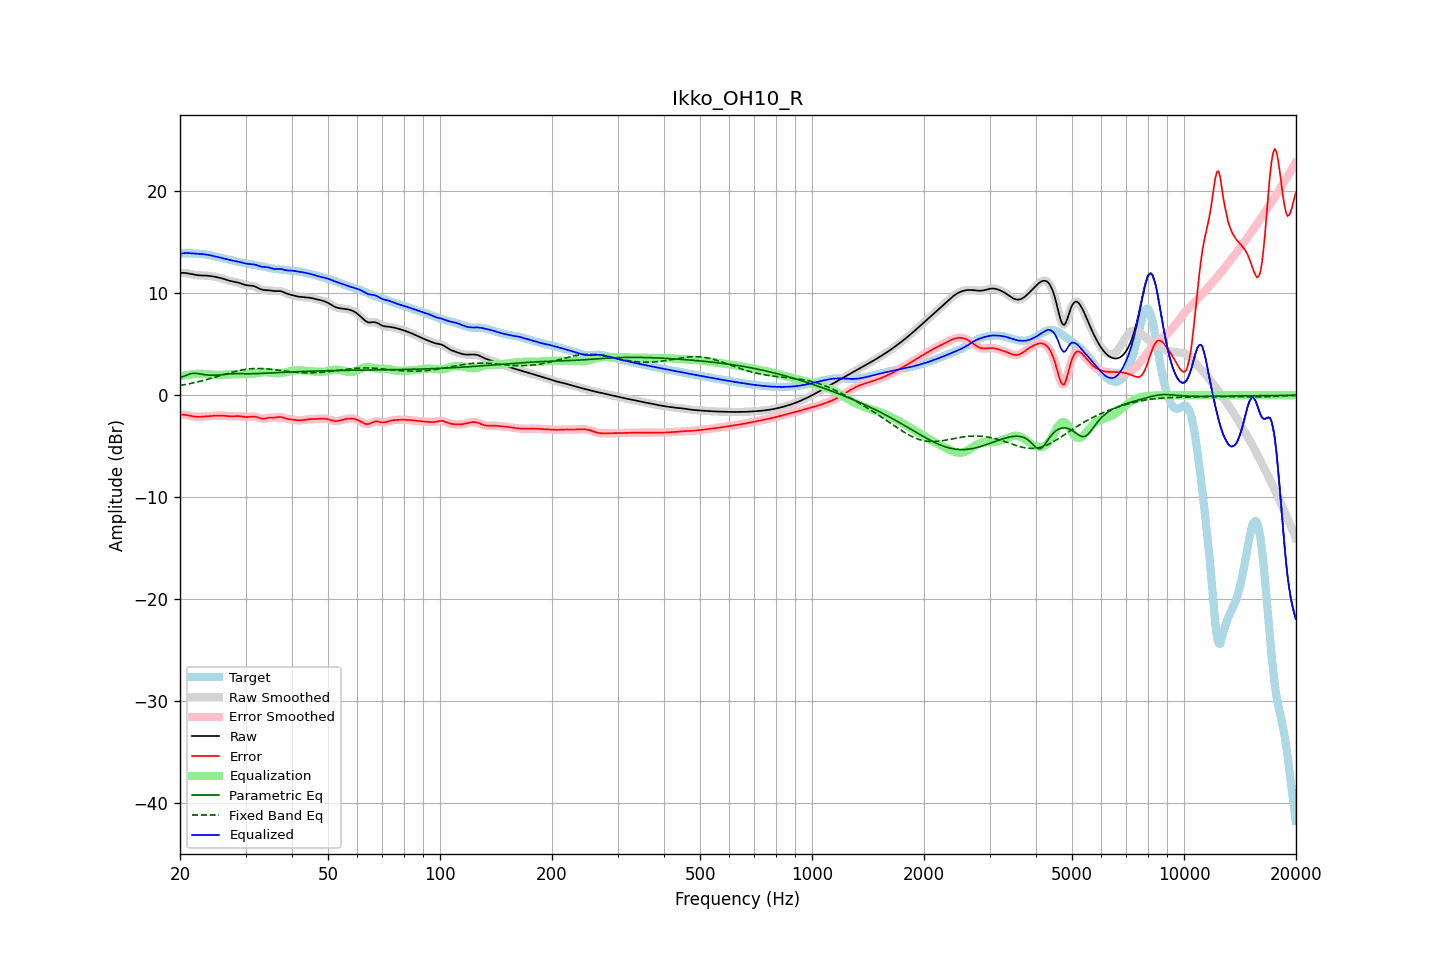 Ikko_OH10_R
Amplitude (dBr)
20
10
0
−10
−20
−30
−40
Target
Raw Smoothed
Error Smoothed
Raw
Error
Equalization
Parametric Eq
Fixed Band Eq
Equalized
20 50 100 200 500 1000 2000 5000 10000 20000
Frequency (Hz)